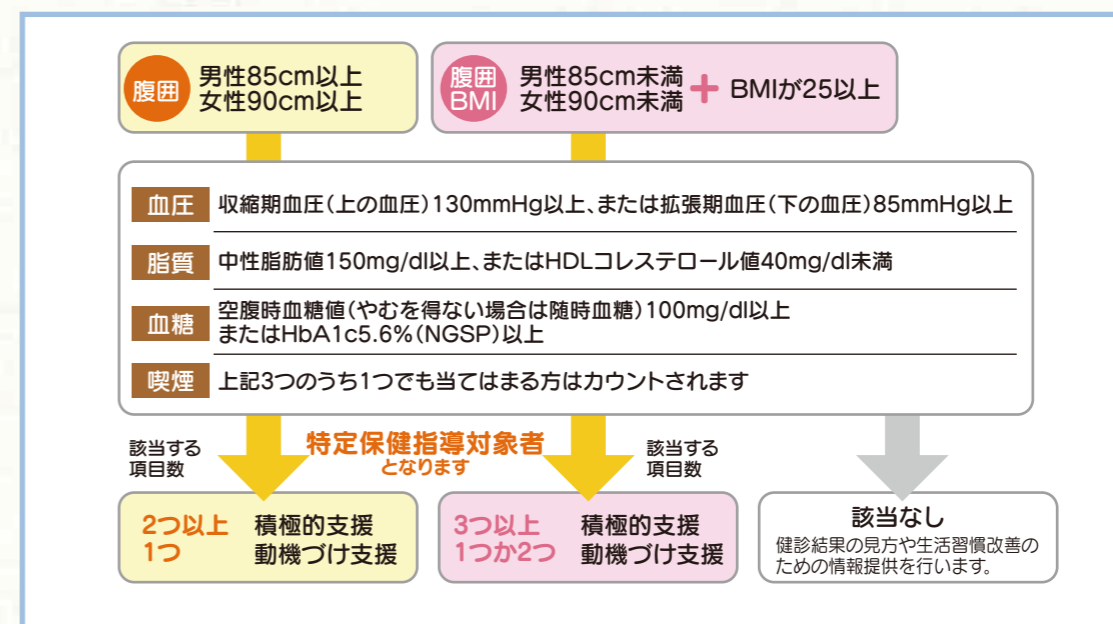 腹囲
男性85cm以上
女性90cm以上
腹囲
BMI
男性85cm未満
女性90cm未満
+
BMIが25以上
血圧 収縮期血圧(上の血圧)130mmHg以上、または拡張期血圧(下の血圧)85mmHg以上
脂質 中性脂肪値150mg/dl以上、またはHDLコレステロール値40mg/dl未満
血糖 空腹時血糖値(やむを得ない場合は随時血糖)100mg/dl以上
またはHbA1c5.6%(NGSP)以上
喫煙 上記3つのうち1つでも当てはまる方はカウントされます
該当する
項目数
特定保健指導対象者
となります
該当する
項目数
2つ以上 積極的支援
1つ 動機づけ支援
3つ以上 積極的支援
1つか2つ 動機づけ支援
該当なし
健診結果の見方や生活習慣改善の
ための情報提供を行います。